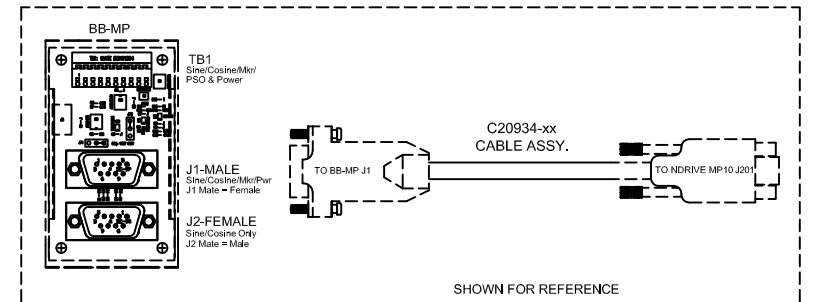 BB-MP
TB1
Sine/Cosine/Mkr/
PSO & Power
J1-MALE
Sine/Cosine/Mkr/Pwr
J1 Mate = Female
J2-FEMALE
Sine/Cosine Only
J2 Mate = Male
C20934-xx
CABLE ASSY.
TO BB-MP J1
TO NDRIVE MP10 J201
SHOWN FOR REFERENCE